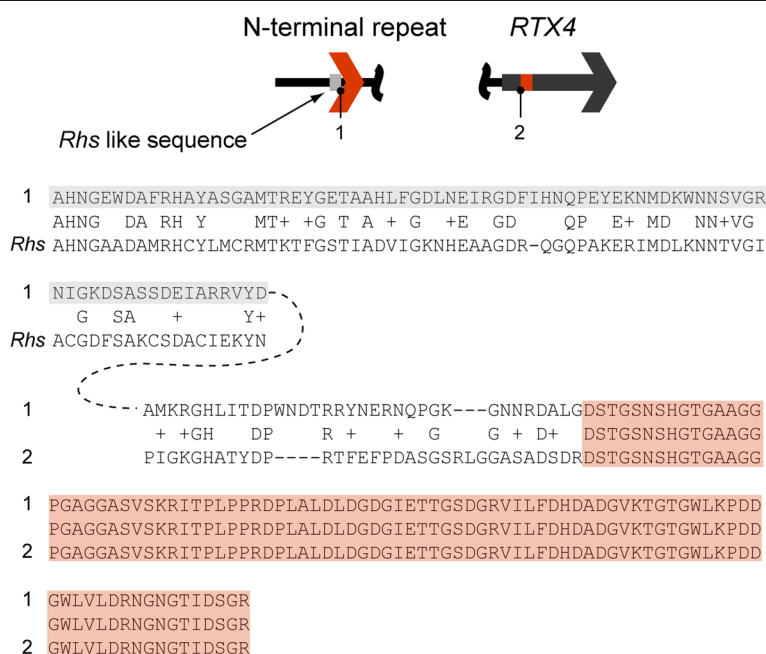 N-terminal repeat RTX4
Rhs like sequence
1 2
1 AHNGEWDAFRHAYASGAMTREYGETAAHLFGDLNEIRGDFIHNQPEYEKNMDKWNNSVGR
AHNG DA RH Y MT+ +G T A + G +E GD QP E+ MD NN+VG
Rhs AHNGAADAMRHCYLMCRMTKTFGSTIADVIGKNHEAAGDR-QGQPAKERIMDLKNNTVGI
1 NIGKDSASSDEIARRVYD
G SA + Y+
Rhs ACGDFSAKCSDACIEKYN
1 AMKRGHLITDPWNDTRRYNERNQPGK---GNNRDALGDSTGSNSHGTGAAGG
+ +GH DP R + + G G + D+ DSTGSNSHGTGAAGG
2 PIGKGHATYDP----RTFEFPDASGSRLGGASADSDRDSTGSNSHGTGAAGG
1 PGAGGASVSKRITPLPPRDPLALDLDGDGIETTGSDGRVILFDHDADGVKTGTGWLKPDD
PGAGGASVSKRITPLPPRDPLALDLDGDGIETTGSDGRVILFDHDADGVKTGTGWLKPDD
2 PGAGGASVSKRITPLPPRDPLALDLDGDGIETTGSDGRVILFDHDADGVKTGTGWLKPDD
1 GWLVLDRNGNGTIDSGR
GWLVLDRNGNGTIDSGR
2 GWLVLDRNGNGTIDSGR